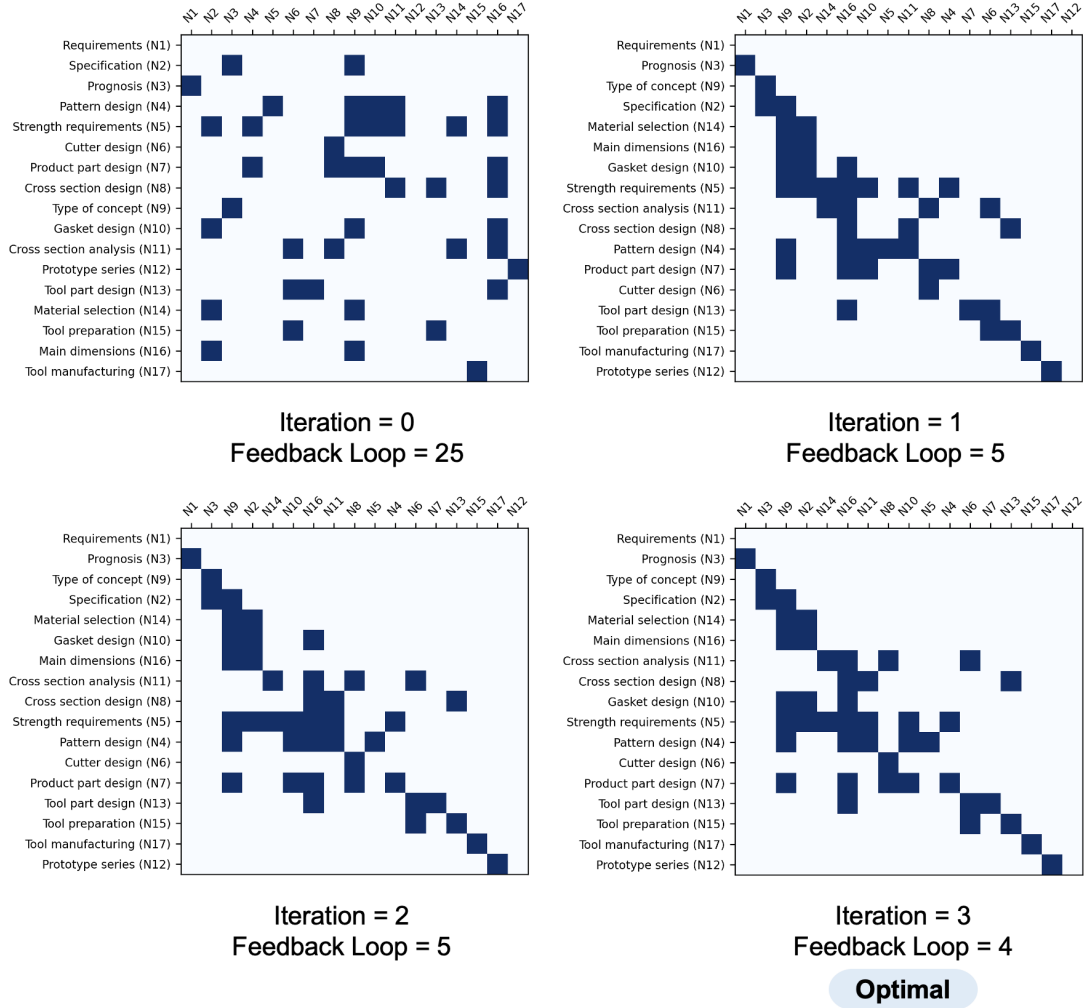 N1 N2 N3 N4 N5 N6 N7 N8 N9 N10 N11 N12 N13 N14 N15 N16 N17
Requirements (N1)
Specification (N2)
Prognosis (N3)
Pattern design (N4)
Strength requirements (N5)
Cutter design (N6)
Product part design (N7)
Cross section design (N8)
Type of concept (N9)
Gasket design (N10)
Cross section analysis (N11)
Prototype series (N12)
Tool part design (N13)
Material selection (N14)
Tool preparation (N15)
Main dimensions (N16)
Tool manufacturing (N17)
Iteration = 0
Feedback Loop = 25
N1 N3 N9 N2 N14 N16 N10 N5 N11 N8 N4 N7 N6 N13 N15 N17 N12
Requirements (N1)
Prognosis (N3)
Type of concept (N9)
Specification (N2)
Material selection (N14)
Main dimensions (N16)
Gasket design (N10)
Strength requirements (N5)
Cross section analysis (N11)
Cross section design (N8)
Pattern design (N4)
Product part design (N7)
Cutter design (N6)
Tool part design (N13)
Tool preparation (N15)
Tool manufacturing (N17)
Prototype series (N12)
Iteration = 1
Feedback Loop = 5
N1 N3 N9 N2 N14 N10 N16 N11 N8 N5 N4 N6 N7 N13 N15 N17 N12
Requirements (N1)
Prognosis (N3)
Type of concept (N9)
Specification (N2)
Material selection (N14)
Gasket design (N10)
Main dimensions (N16)
Cross section analysis (N11)
Cross section design (N8)
Strength requirements (N5)
Pattern design (N4)
Cutter design (N6)
Product part design (N7)
Tool part design (N13)
Tool preparation (N15)
Tool manufacturing (N17)
Prototype series (N12)
Iteration = 2
Feedback Loop = 5
N1 N3 N9 N2 N14 N16 N11 N8 N10 N5 N4 N6 N7 N13 N15 N17 N12
Requirements (N1)
Prognosis (N3)
Type of concept (N9)
Specification (N2)
Material selection (N14)
Main dimensions (N16)
Cross section analysis (N11)
Cross section design (N8)
Gasket design (N10)
Strength requirements (N5)
Pattern design (N4)
Cutter design (N6)
Product part design (N7)
Tool part design (N13)
Tool preparation (N15)
Tool manufacturing (N17)
Prototype series (N12)
Iteration = 3
Feedback Loop = 4
Optimal